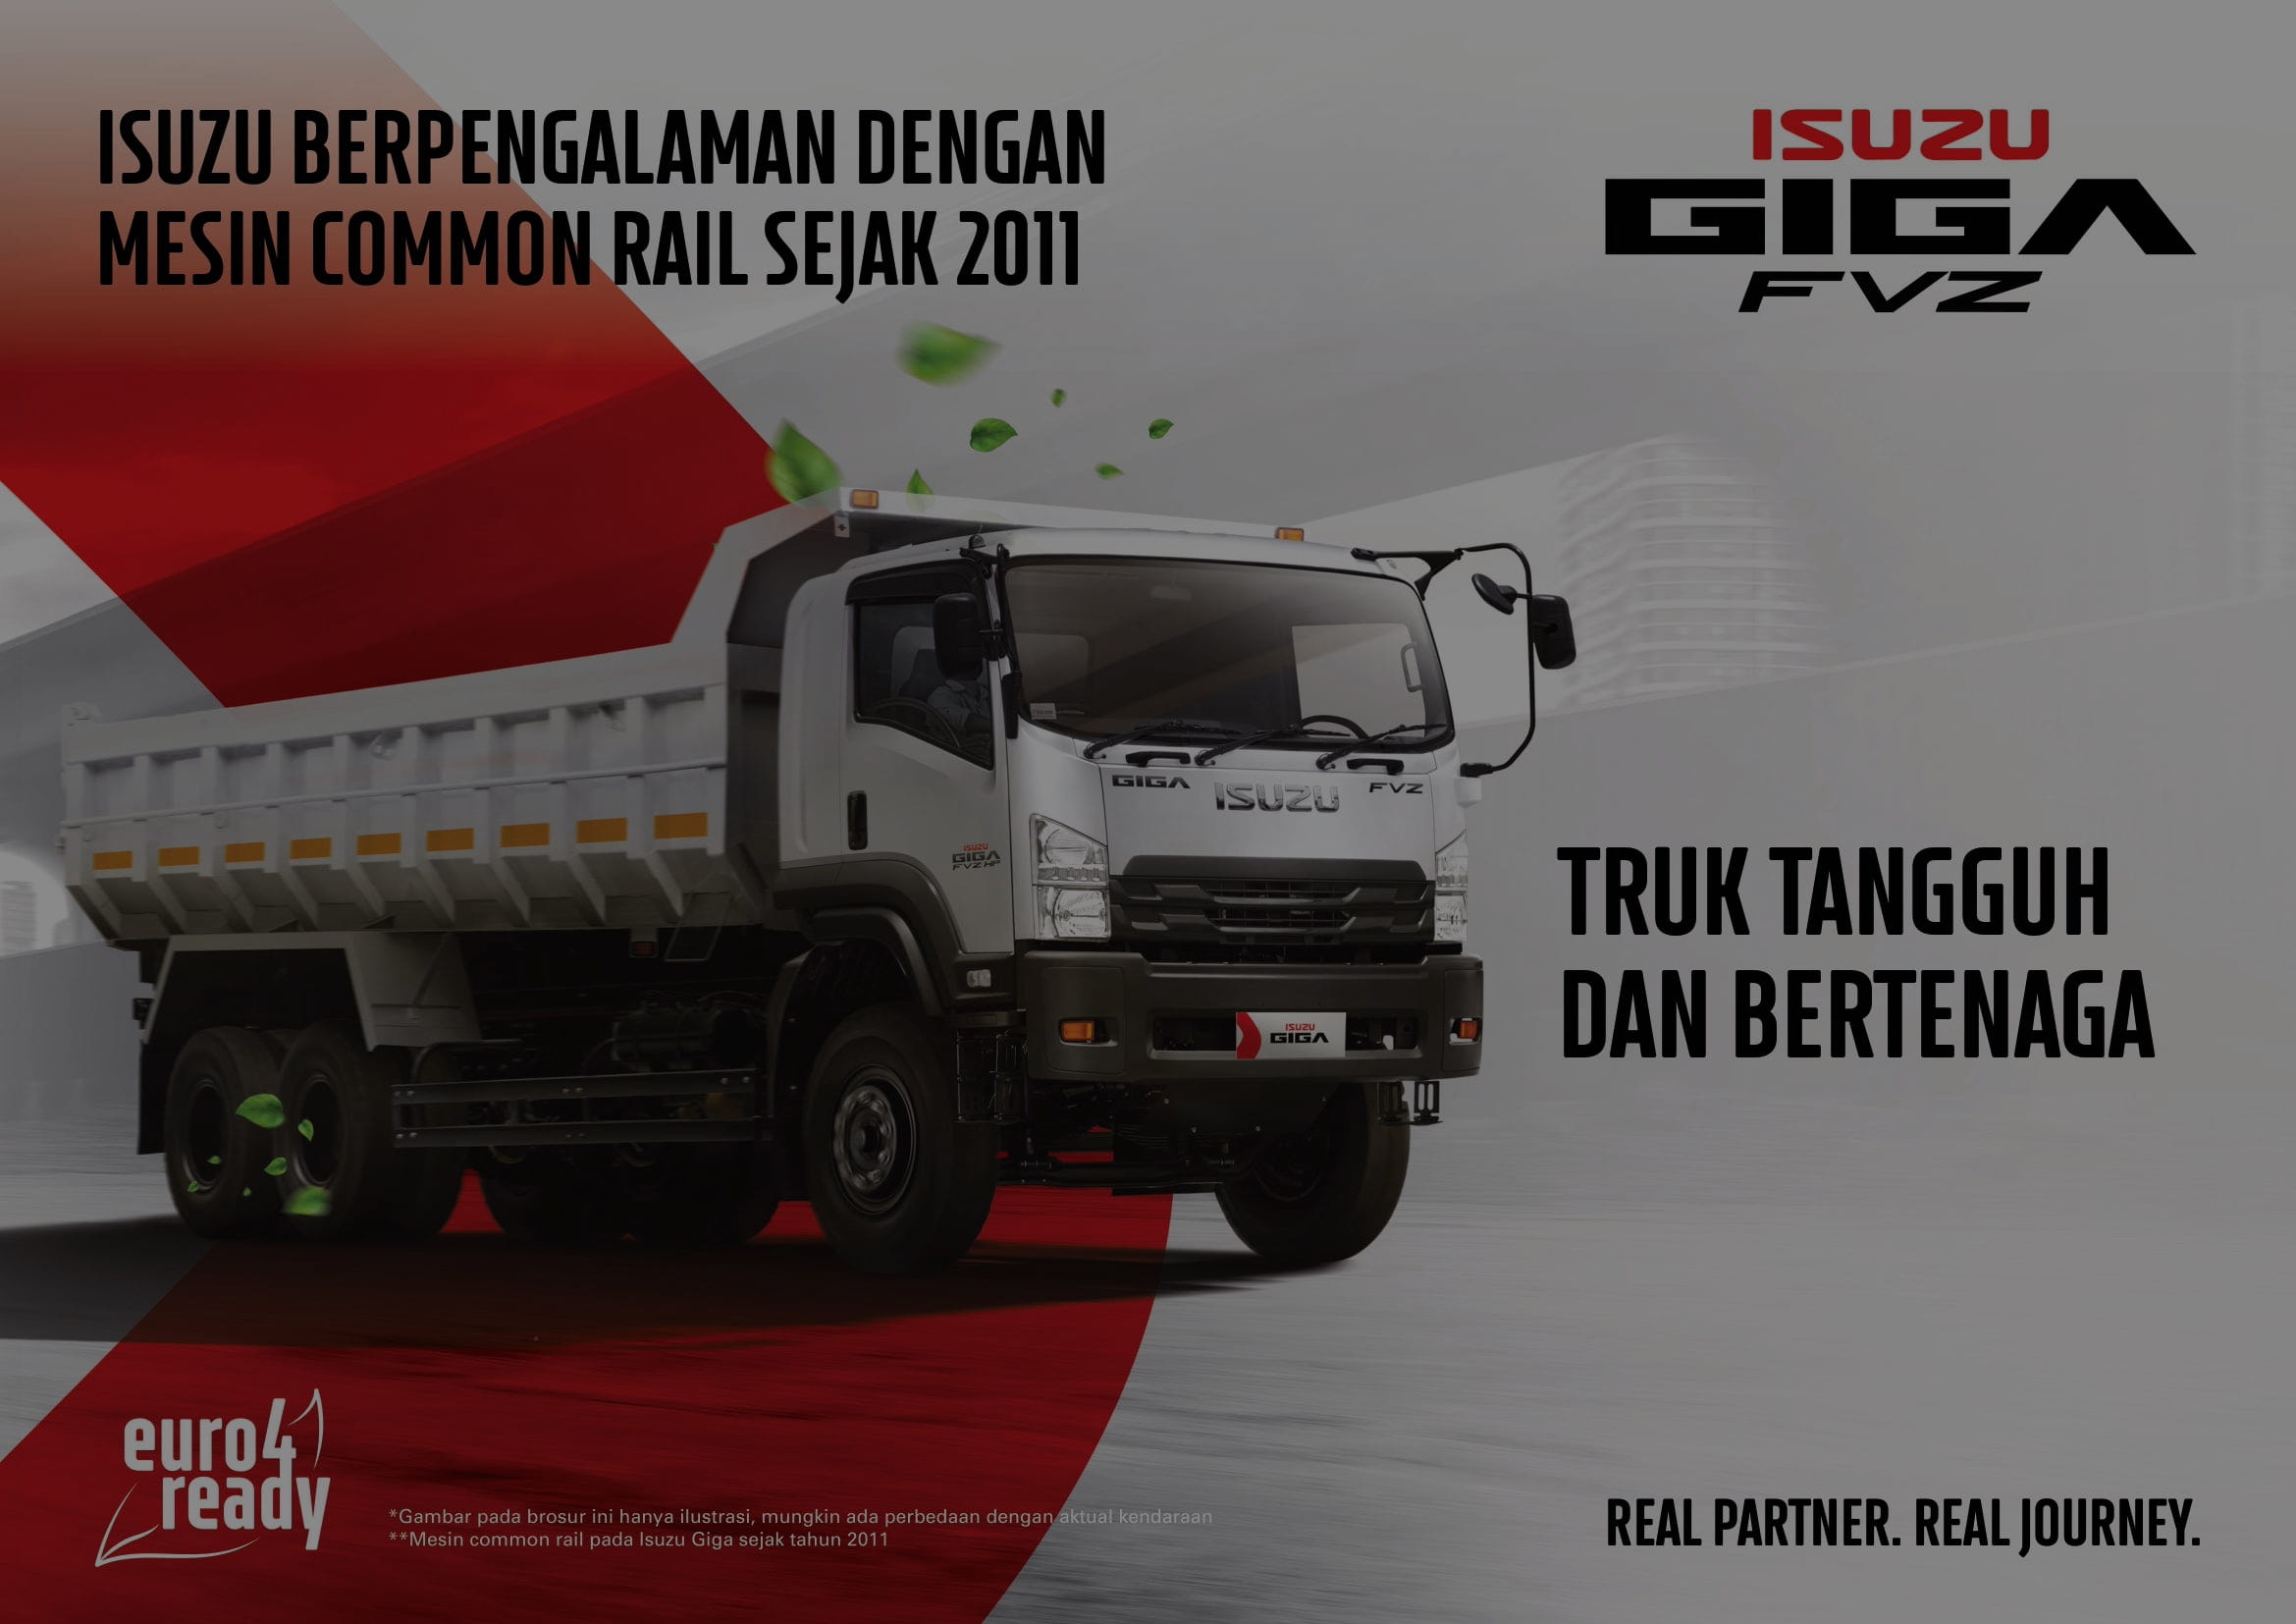 ISUZU BERPENGALAMAN DENGAN
MESIN COMMON RAIL SEJAK 2011
ISUZU
GIGA
FVZ
GIGA
ISUZU
FVZ
ISUZU
GIGA
FVZ HP
ISUZU
GIGA
TRUK TANGGUH
DAN BERTENAGA
euro4
ready
*Gambar pada brosur ini hanya ilustrasi, mungkin ada perbedaan dengan aktual kendaraan
**Mesin common rail pada Isuzu Giga sejak tahun 2011
REAL PARTNER. REAL JOURNEY.